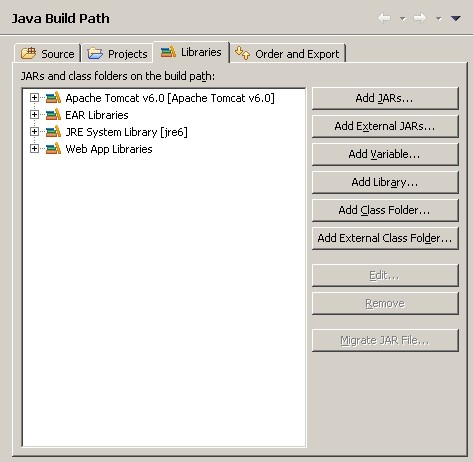 Java Build Path
Source Projects Libraries Order and Export
JARs and class folders on the build path:
Apache Tomcat v6.0 [Apache Tomcat v6.0]
EAR Libraries
JRE System Library [jre6]
Web App Libraries
Add JARs...
Add External JARs...
Add Variable...
Add Library...
Add Class Folder...
Add External Class Folder...
Edit...
Remove
Migrate JAR File...